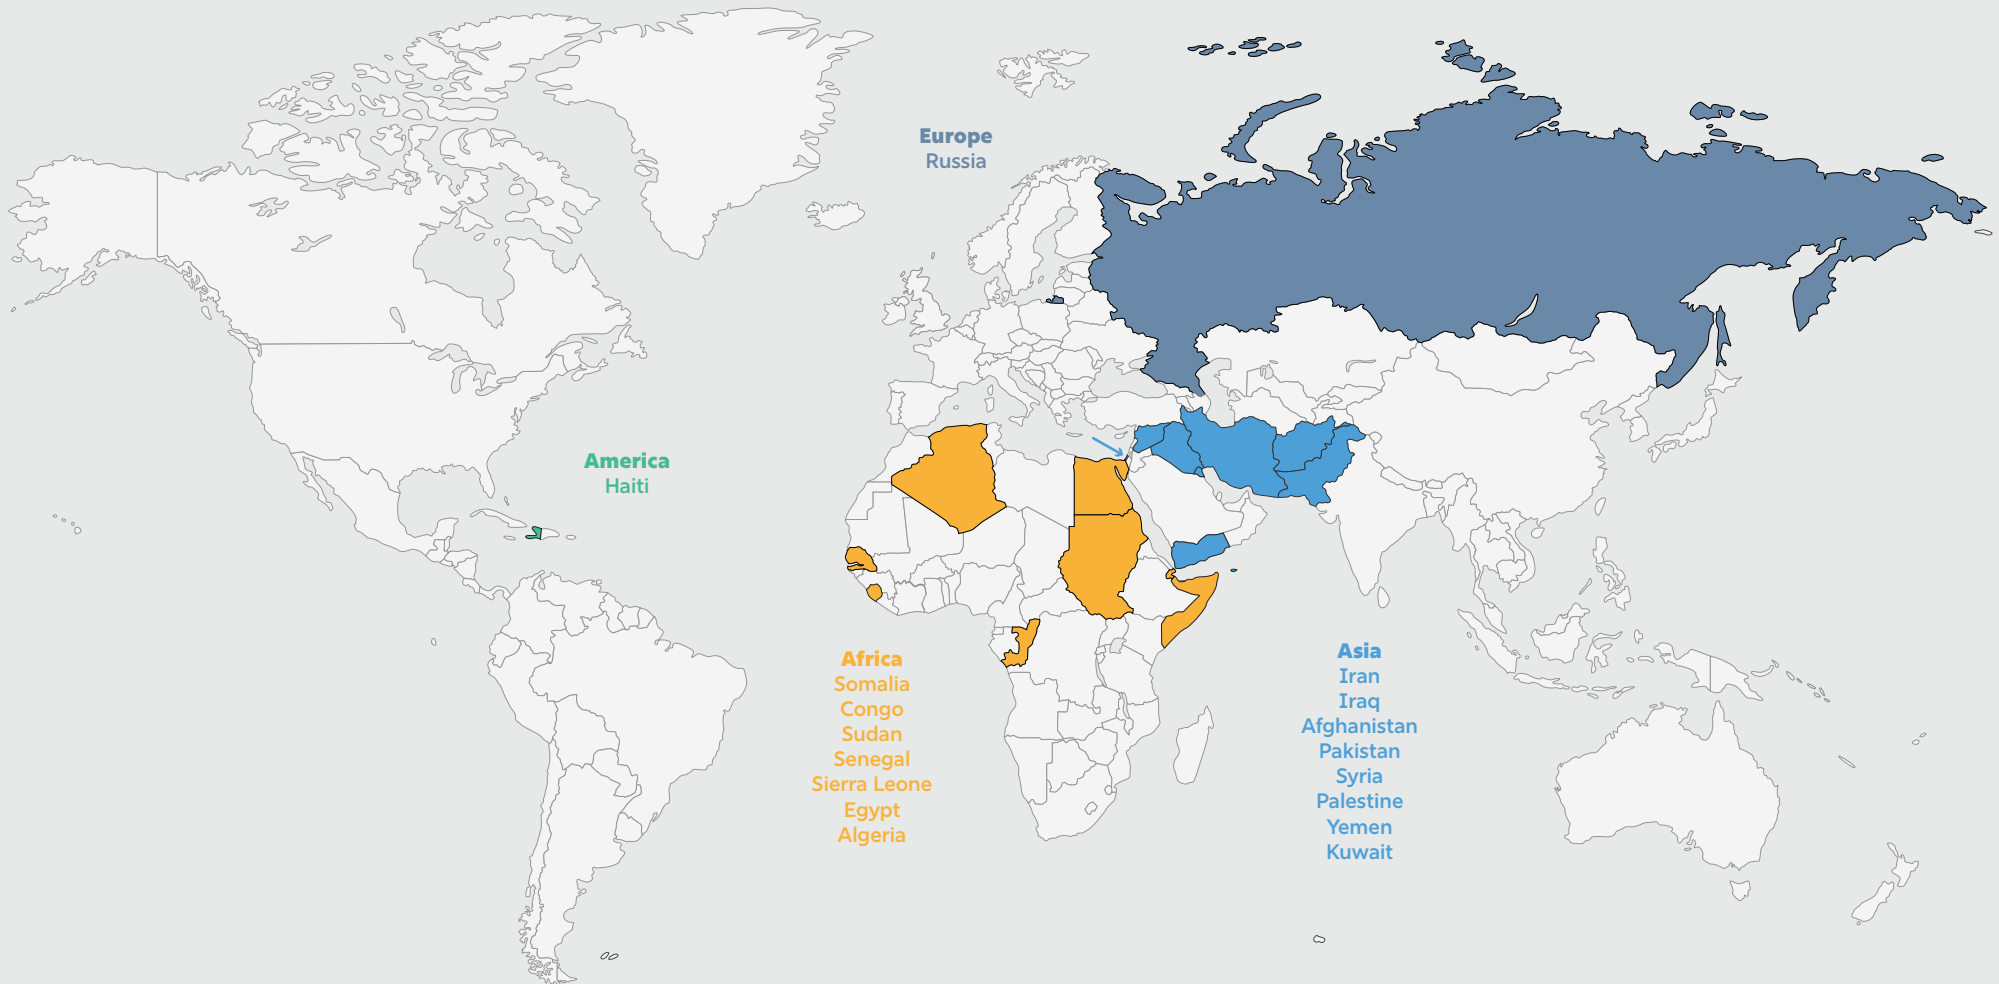 Europe
Russia
America
Haiti
Africa
Somalia
Congo
Sudan
Senegal
Sierra Leone
Egypt
Algeria
Asia
Iran
Iraq
Afghanistan
Pakistan
Syria
Palestine
Yemen
Kuwait